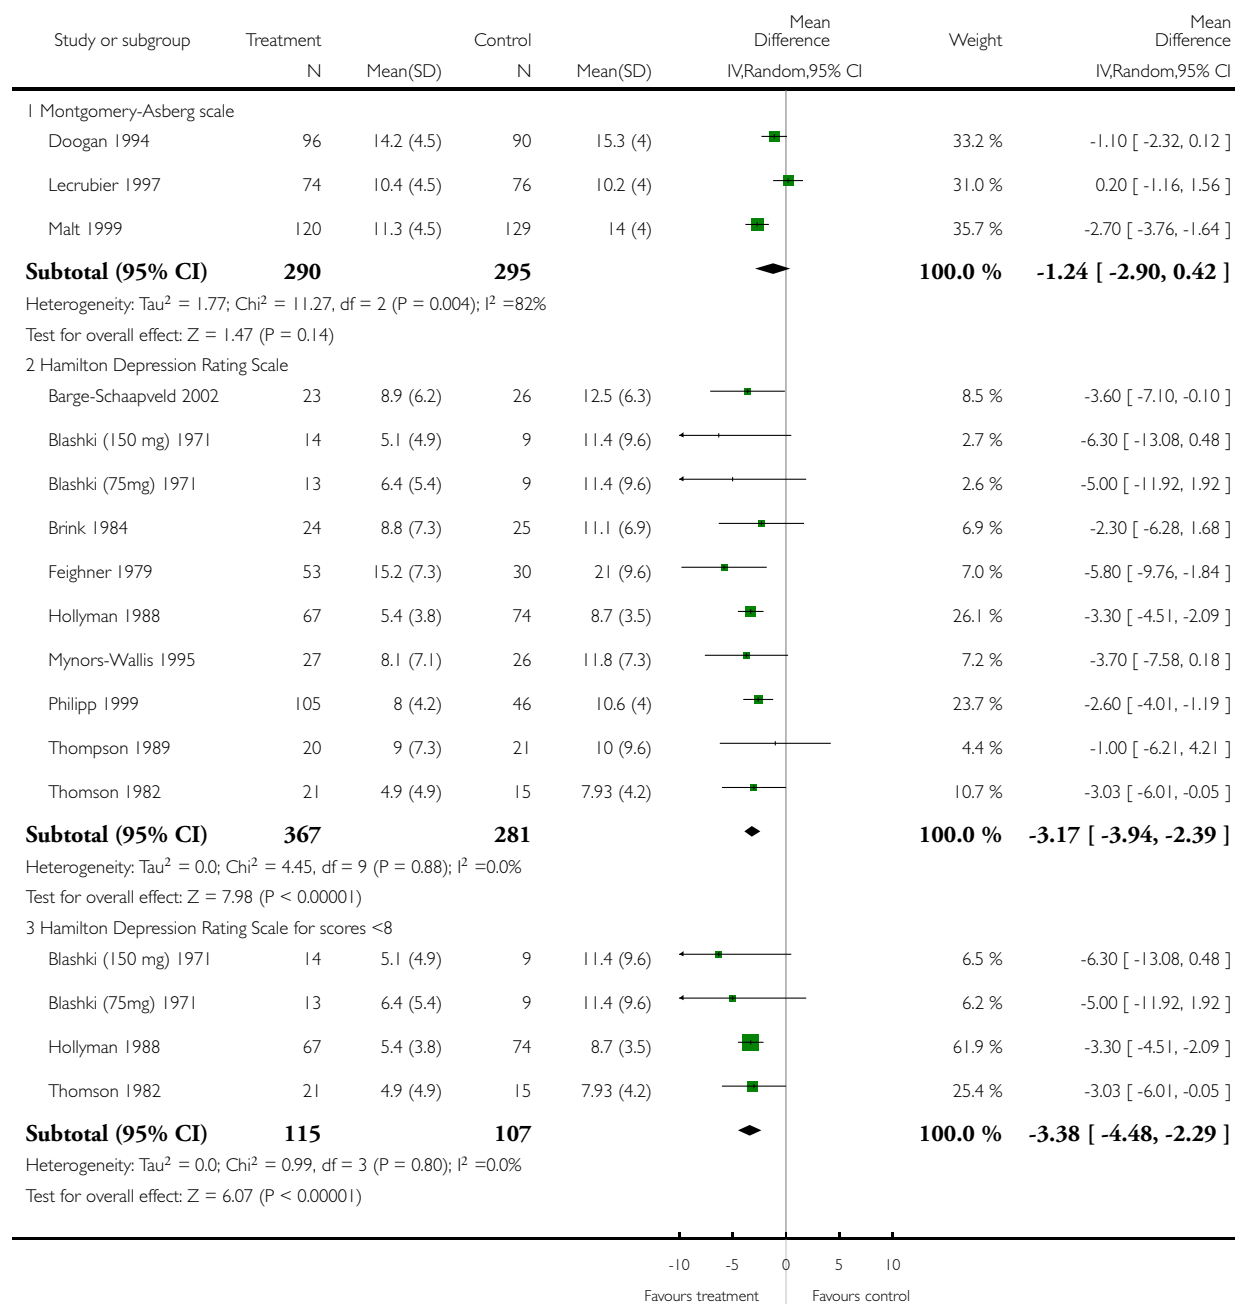 Study or subgroup Treatment Control Mean Difference Weight Mean Difference
N Mean(SD) N Mean(SD) IV,Random,95% CI IV,Random,95% CI
1 Montgomery-Asberg scale
Doogan 1994 96 14.2 (4.5) 90 15.3 (4) 33.2 % -1.10 [ -2.32, 0.12 ]
Lecrubier 1997 74 10.4 (4.5) 76 10.2 (4) 31.0 % 0.20 [ -1.16, 1.56 ]
Malt 1999 120 11.3 (4.5) 129 14 (4) 35.7 % -2.70 [ -3.76, -1.64 ]
Subtotal (95% CI) 290 295 100.0 % -1.24 [ -2.90, 0.42 ]
Heterogeneity: Tau² = 1.77; Chi² = 11.27, df = 2 (P = 0.004); I² =82%
Test for overall effect: Z = 1.47 (P = 0.14)
2 Hamilton Depression Rating Scale
Barge-Schaapveld 2002 23 8.9 (6.2) 26 12.5 (6.3) 8.5 % -3.60 [ -7.10, -0.10 ]
Blashki (150 mg) 1971 14 5.1 (4.9) 9 11.4 (9.6) 2.7 % -6.30 [ -13.08, 0.48 ]
Blashki (75mg) 1971 13 6.4 (5.4) 9 11.4 (9.6) 2.6 % -5.00 [ -11.92, 1.92 ]
Brink 1984 24 8.8 (7.3) 25 11.1 (6.9) 6.9 % -2.30 [ -6.28, 1.68 ]
Feighner 1979 53 15.2 (7.3) 30 21 (9.6) 7.0 % -5.80 [ -9.76, -1.84 ]
Hollyman 1988 67 5.4 (3.8) 74 8.7 (3.5) 26.1 % -3.30 [ -4.51, -2.09 ]
Mynors-Wallis 1995 27 8.1 (7.1) 26 11.8 (7.3) 7.2 % -3.70 [ -7.58, 0.18 ]
Philipp 1999 105 8 (4.2) 46 10.6 (4) 23.7 % -2.60 [ -4.01, -1.19 ]
Thompson 1989 20 9 (7.3) 21 10 (9.6) 4.4 % -1.00 [ -6.21, 4.21 ]
Thomson 1982 21 4.9 (4.9) 15 7.93 (4.2) 10.7 % -3.03 [ -6.01, -0.05 ]
Subtotal (95% CI) 367 281 100.0 % -3.17 [ -3.94, -2.39 ]
Heterogeneity: Tau² = 0.0; Chi² = 4.45, df = 9 (P = 0.88); I² =0.0%
Test for overall effect: Z = 7.98 (P < 0.00001)
3 Hamilton Depression Rating Scale for scores <8
Blashki (150 mg) 1971 14 5.1 (4.9) 9 11.4 (9.6) 6.5 % -6.30 [ -13.08, 0.48 ]
Blashki (75mg) 1971 13 6.4 (5.4) 9 11.4 (9.6) 6.2 % -5.00 [ -11.92, 1.92 ]
Hollyman 1988 67 5.4 (3.8) 74 8.7 (3.5) 61.9 % -3.30 [ -4.51, -2.09 ]
Thomson 1982 21 4.9 (4.9) 15 7.93 (4.2) 25.4 % -3.03 [ -6.01, -0.05 ]
Subtotal (95% CI) 115 107 100.0 % -3.38 [ -4.48, -2.29 ]
Heterogeneity: Tau² = 0.0; Chi² = 0.99, df = 3 (P = 0.80); I² =0.0%
Test for overall effect: Z = 6.07 (P < 0.00001)
-10 -5 0 5 10
Favours treatment Favours control